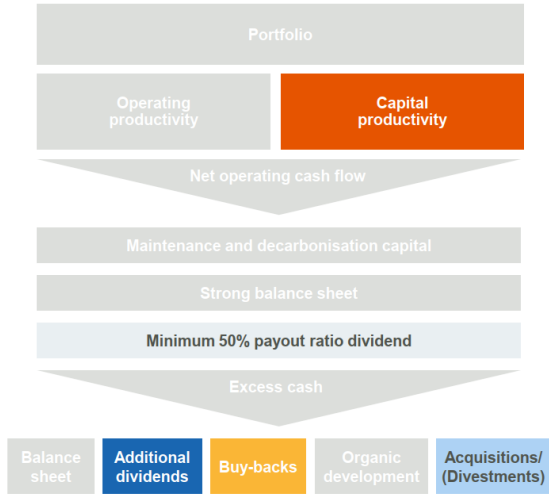 Portfolio
Operating
productivity
Capital
productivity
Net operating cash flow
Maintenance and decarbonisation capital
Strong balance sheet
Minimum 50% payout ratio dividend
Excess cash
Balance
sheet
Additional
dividends
Buy-backs
Organic
development
Acquisitions/
(Divestments)